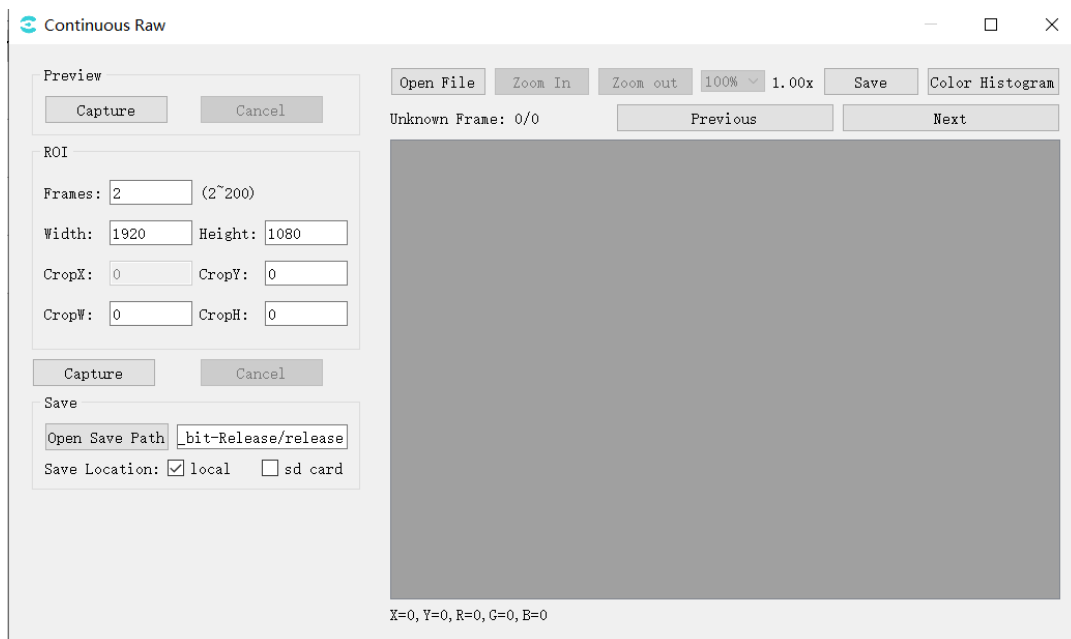 Continuous Raw
Preview
Capture Cancel
ROI
Frames: 2 (2~200)
Width: 1920 Height: 1080
CropX: 0 CropY: 0
CropW: 0 CropH: 0
Capture Cancel
Save
Open Save Path _bit-Release/release
Save Location: local sd card
Open File Zoom In Zoom out 100% 1.00x Save Color Histogram
Unknown Frame: 0/0 Previous Next
X=0,Y=0,R=0,G=0,B=0